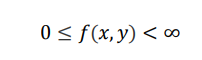 0 ≤ f(x, y) < ∞